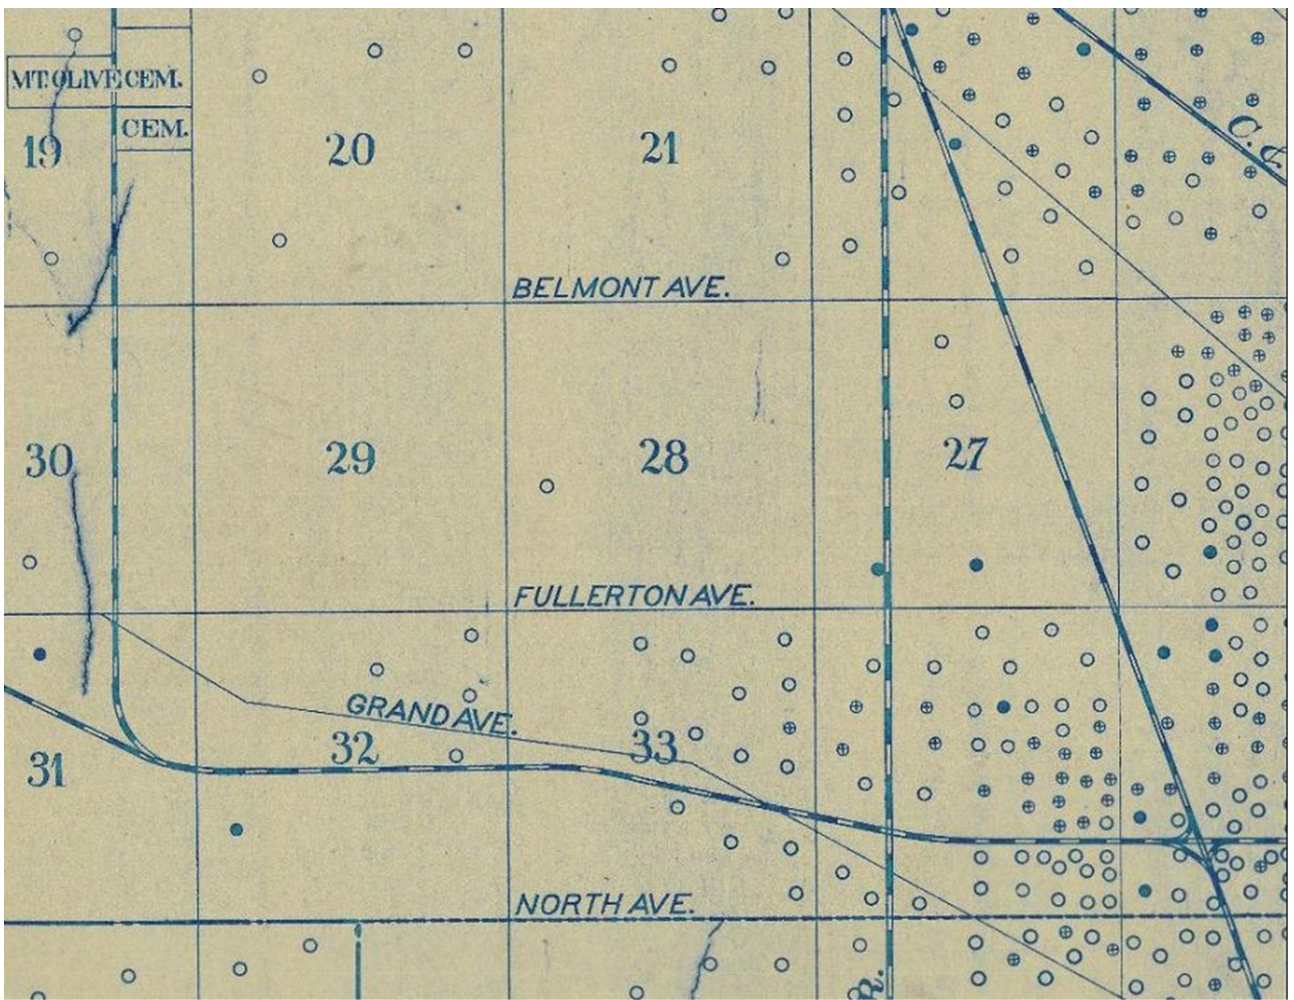 MT. OLIVE CEM.
CEM.
C. &
19
20
21
BELMONT AVE.
30
29
28
27
FULLERTON AVE.
GRAND AVE.
31
32
33
NORTH AVE.
R.